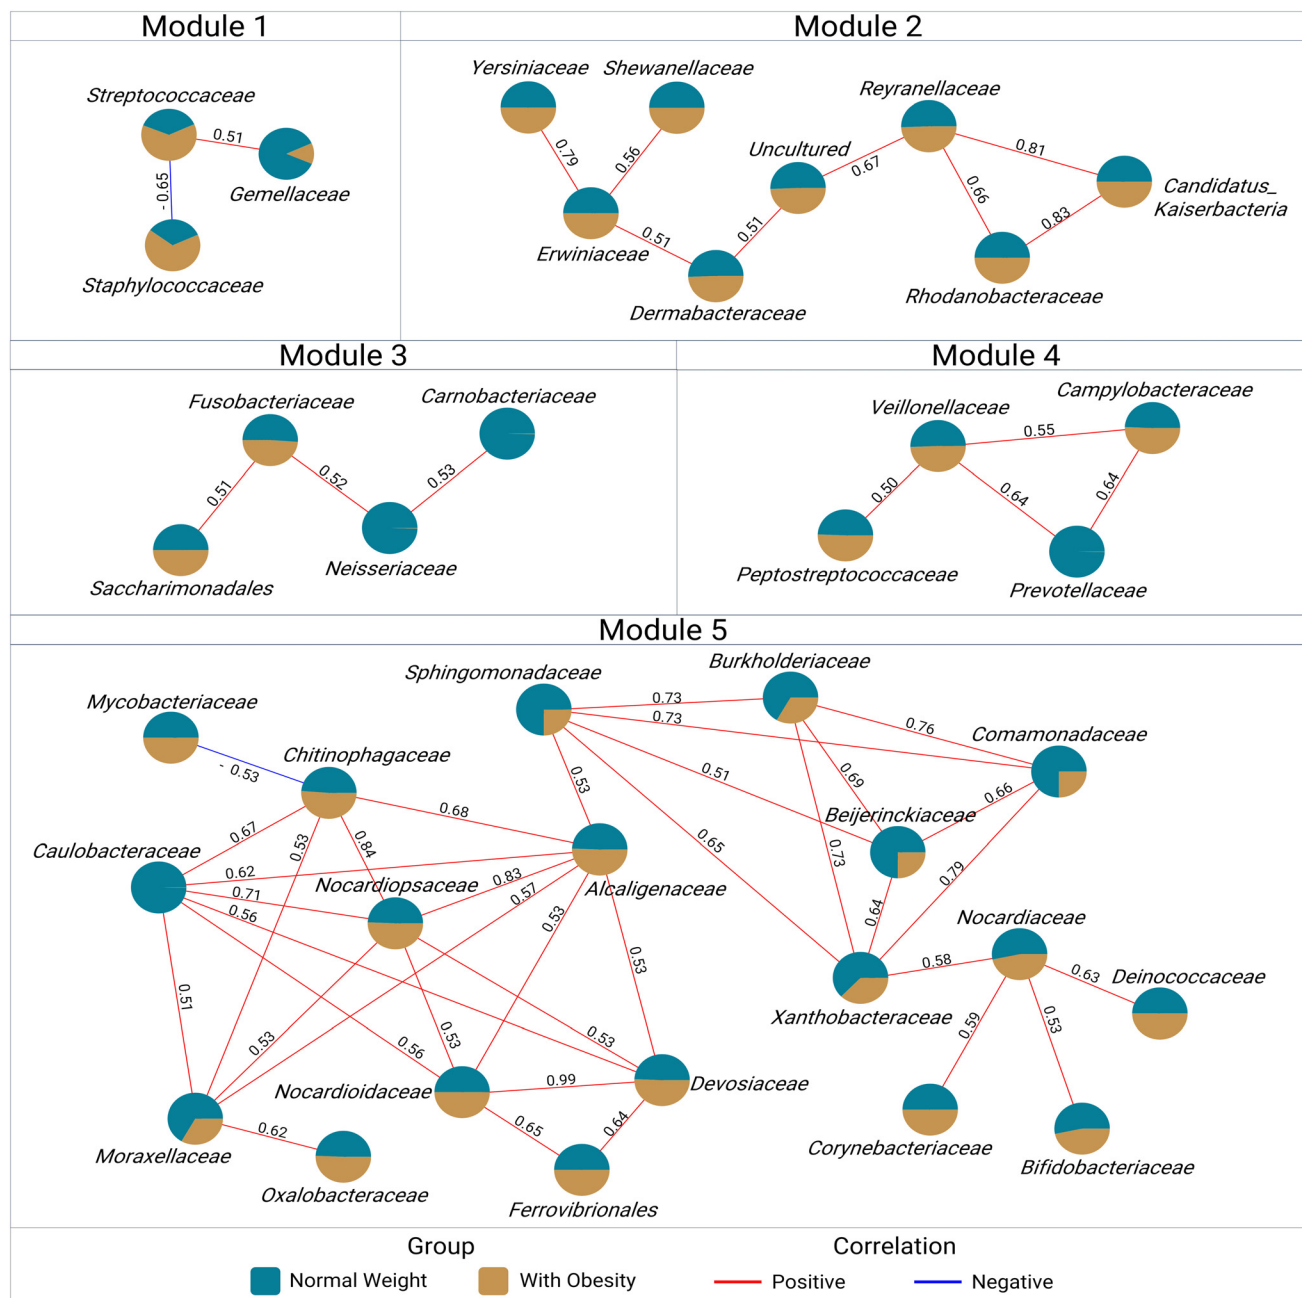 Module 1
Streptococcaceae
0.51
Gemellaceae
- 0.65
Staphylococcaceae
Module 2
Yersiniaceae
Shewanellaceae
Reyranellaceae
0.79
0.56
Uncultured
0.67
0.81
Candidatus_
Kaiserbacteria
0.66
0.83
Erwiniaceae
0.51
0.51
Dermabacteraceae
Rhodanobacteraceae
Module 3
Fusobacteriaceae
Carnobacteriaceae
0.51
0.52
0.53
Saccharimonadales
Neisseriaceae
Module 4
Veillonellaceae
Campylobacteraceae
0.55
0.50
0.64
0.64
Peptostreptococcaceae
Prevotellaceae
Module 5
Sphingomonadaceae
Burkholderiaceae
Mycobacteriaceae
0.73
0.73
0.76
Comamonadaceae
- 0.53
Chitinophagaceae
0.53
0.51
0.69
0.66
Beijerinckiaceae
0.67
0.53
0.84
0.68
0.65
0.73
0.79
Caulobacteraceae
0.62
0.71
0.56
Nocardiopsaceae
0.83
0.57
Alcaligenaceae
0.64
Nocardiaceae
0.53
0.53
0.58
0.63
Deinococcaceae
0.51
Xanthobacteraceae
0.59
0.53
0.53
0.56
0.53
0.53
Nocardioidaceae
0.99
Devosiaceae
0.62
0.65
0.64
Moraxellaceae
Oxalobacteraceae
Ferrovibrionales
Corynebacteriaceae
Bifidobacteriaceae
Group
Correlation
Normal Weight
With Obesity
Positive
Negative